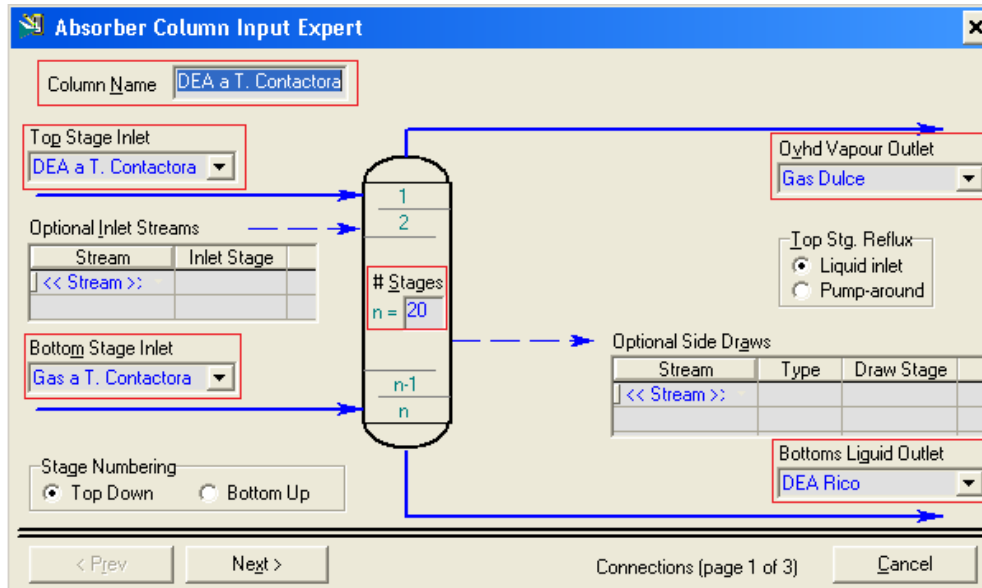 Absorber Column Input Expert
Column Name DEA a T. Contactora
Top Stage Inlet
DEA a T. Contactora
Optional Inlet Streams
Stream Inlet Stage
<< Stream >>
Bottom Stage Inlet
Gas a T. Contactora
Stage Numbering
Top Down Bottom Up
1
2
# Stages
n = 20
n-1
n
Ovhd Vapour Outlet
Gas Dulce
Top Stg. Reflux
Liquid inlet
Pump-around
Optional Side Draws
Stream Type Draw Stage
<< Stream >>
Bottoms Liquid Outlet
DEA Rico
< Prev Next > Connections (page 1 of 3) Cancel